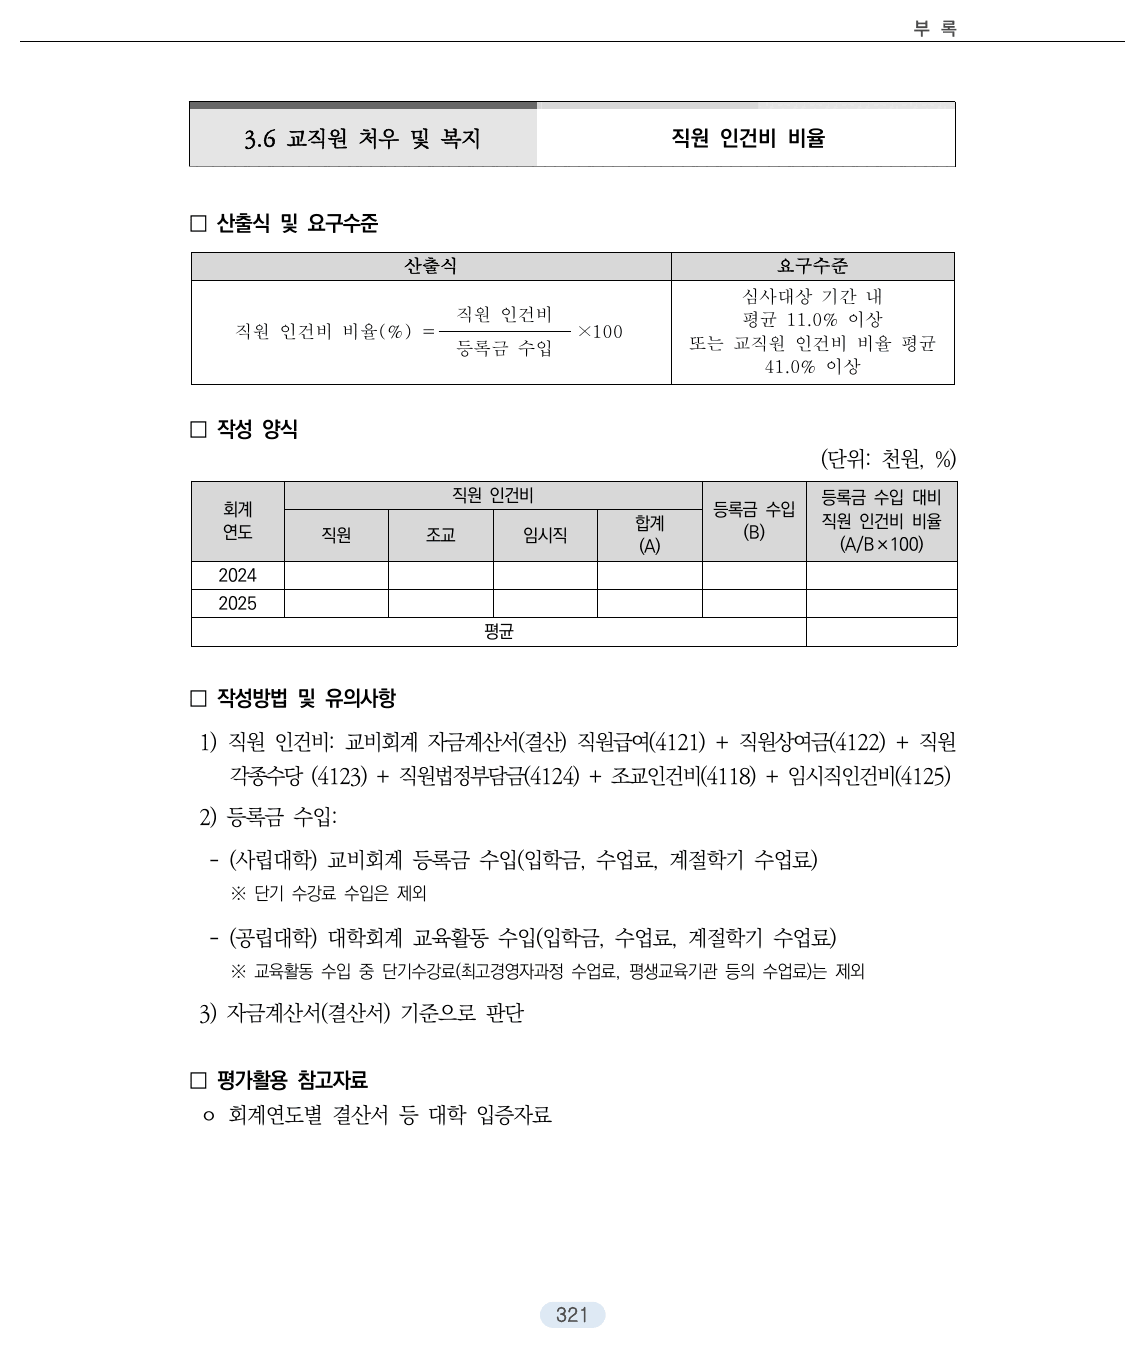 부 록
3.6 교직원 처우 및 복지
직원 인건비 비율
□ 산출식 및 요구수준
산출식
요구수준
직원 인건비 비율(%) = 직원 인건비 / 등록금 수입 ×100
심사대상 기간 내
평균 11.0% 이상
또는 교직원 인건비 비율 평균
41.0% 이상
□ 작성 양식
(단위: 천원, %)
회계
연도
직원 인건비
직원
조교
임시직
합계
(A)
등록금 수입
(B)
등록금 수입 대비
직원 인건비 비율
(A/B×100)
2024
2025
평균
□ 작성방법 및 유의사항
1) 직원 인건비: 교비회계 자금계산서(결산) 직원급여(4121) + 직원상여금(4122) + 직원
각종수당 (4123) + 직원법정부담금(4124) + 조교인건비(4118) + 임시직인건비(4125)
2) 등록금 수입:
- (사립대학) 교비회계 등록금 수입(입학금, 수업료, 계절학기 수업료)
※ 단기 수강료 수입은 제외
- (공립대학) 대학회계 교육활동 수입(입학금, 수업료, 계절학기 수업료)
※ 교육활동 수입 중 단기수강료(최고경영자과정 수업료, 평생교육기관 등의 수업료)는 제외
3) 자금계산서(결산서) 기준으로 판단
□ 평가활용 참고자료
ㅇ 회계연도별 결산서 등 대학 입증자료
321